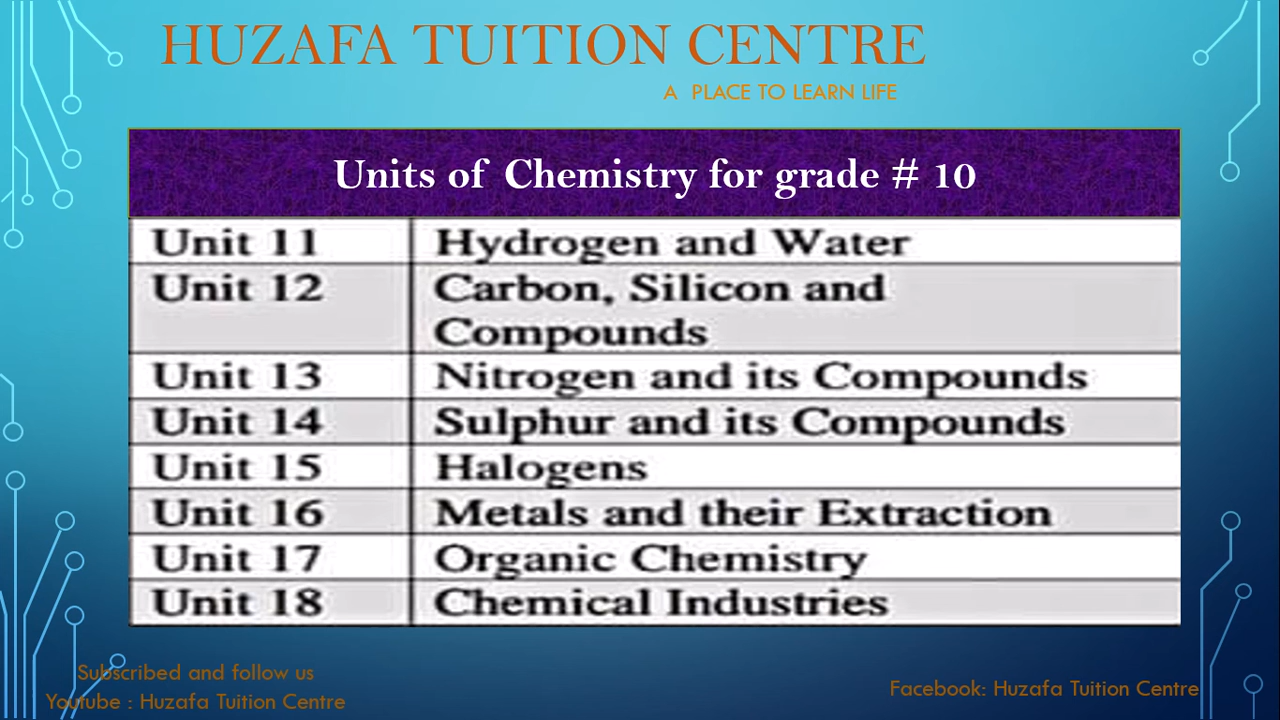 HUZAFA TUITION CENTRE
A PLACE TO LEARN LIFE
Units of Chemistry for grade # 10
Unit 11 Hydrogen and Water
Unit 12 Carbon, Silicon and
Compounds
Unit 13 Nitrogen and its Compounds
Unit 14 Sulphur and its Compounds
Unit 15 Halogens
Unit 16 Metals and their Extraction
Unit 17 Organic Chemistry
Unit 18 Chemical Industries
Subscribed and follow us
Youtube : Huzafa Tuition Centre
Facebook: Huzafa Tuition Centre